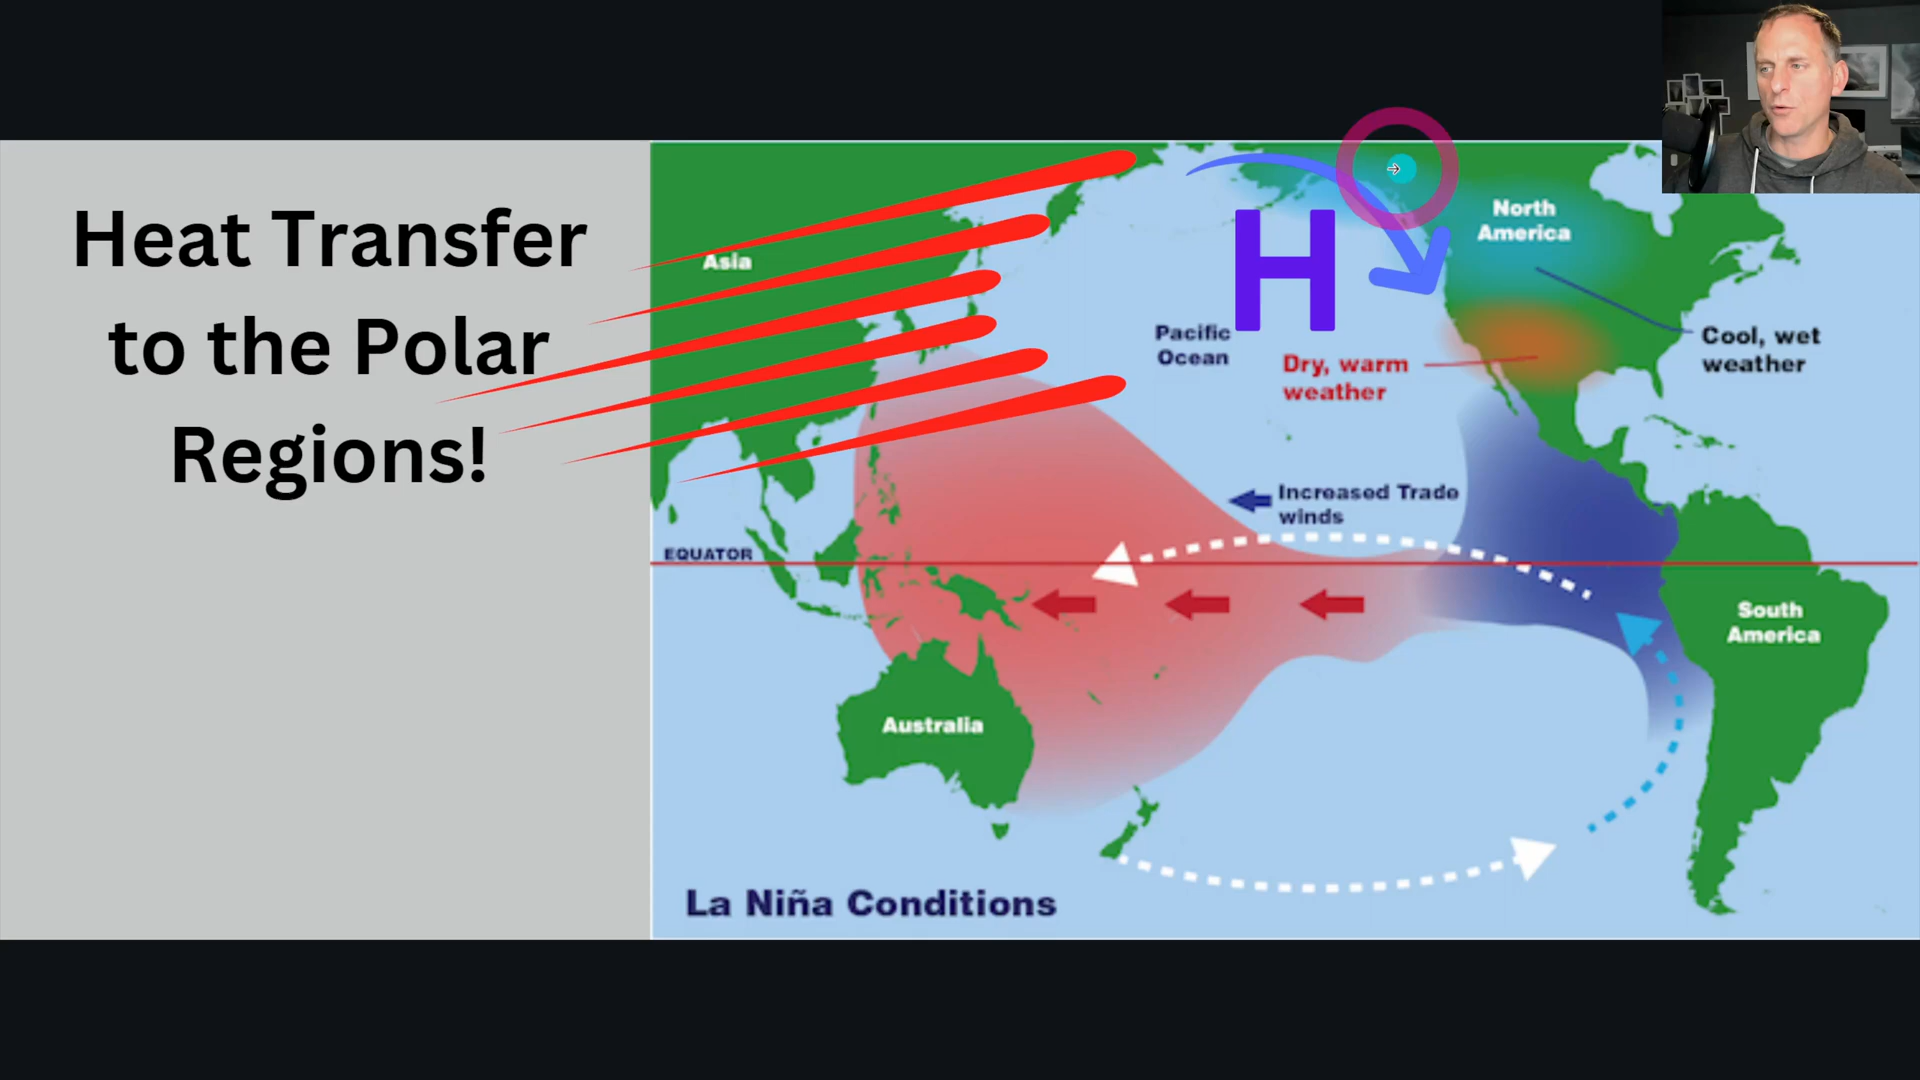 Heat Transfer
to the Polar
Regions!
Asia
H
North
America
Pacific
Ocean
Dry, warm
weather
Cool, wet
weather
Increased Trade
winds
EQUATOR
South
America
Australia
La Niña Conditions